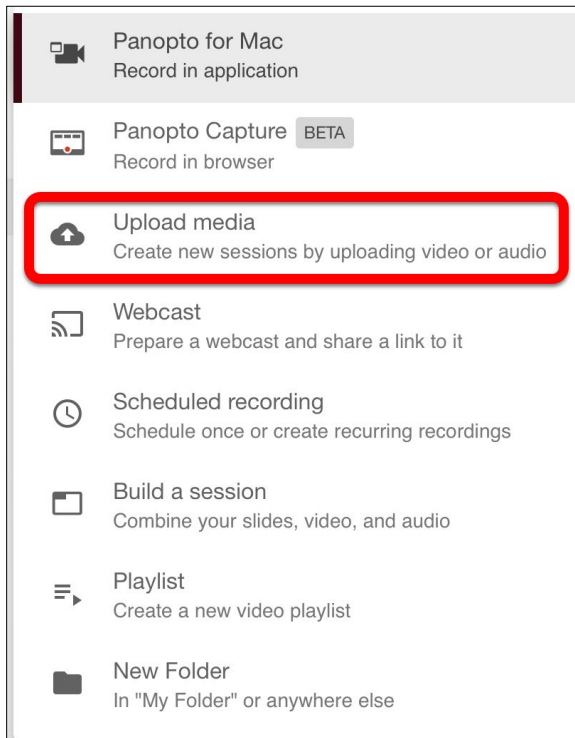 Panopto for Mac
Record in application
Panopto Capture BETA
Record in browser
Upload media
Create new sessions by uploading video or audio
Webcast
Prepare a webcast and share a link to it
Scheduled recording
Schedule once or create recurring recordings
Build a session
Combine your slides, video, and audio
Playlist
Create a new video playlist
New Folder
In "My Folder" or anywhere else